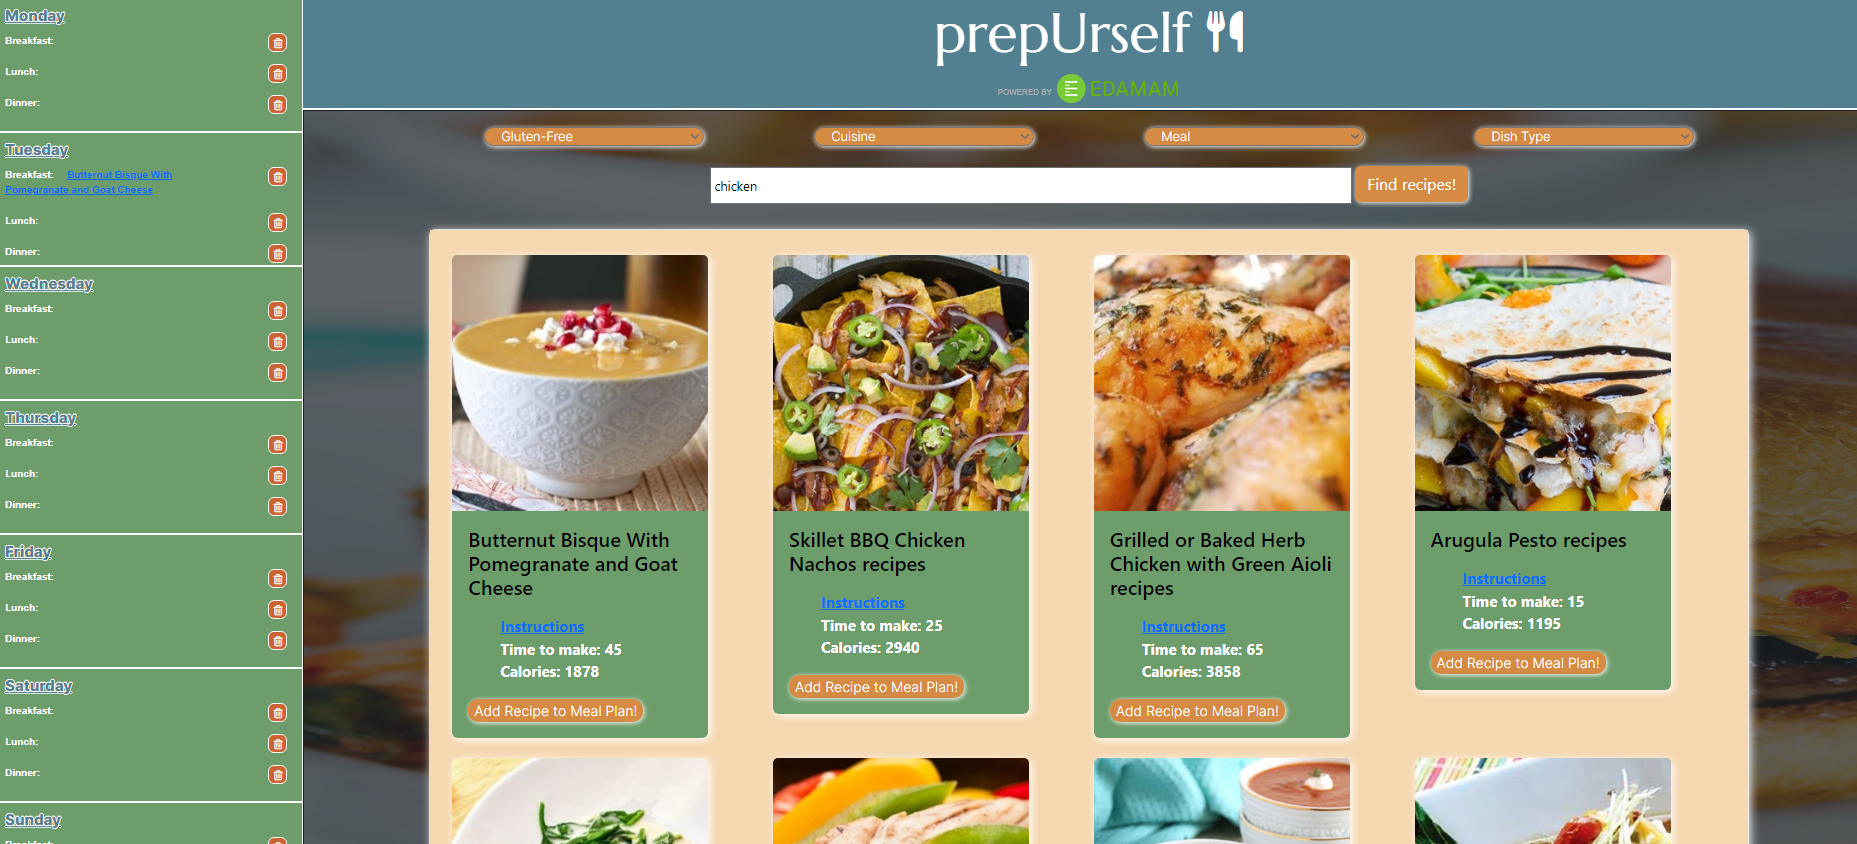 Monday
Breakfast:
Lunch:
Dinner:
Tuesday
Breakfast: Butternut Bisque With
Pomegranate and Goat Cheese
Lunch:
Dinner:
Wednesday
Breakfast:
Lunch:
Dinner:
Thursday
Breakfast:
Lunch:
Dinner:
Friday
Breakfast:
Lunch:
Dinner:
Saturday
Breakfast:
Lunch:
Dinner:
Sunday
Breakfast:
prepUrself
POWERED BY EDAMAM
Gluten-Free
Cuisine
Meal
Dish Type
chicken
Find recipes!
Butternut Bisque With
Pomegranate and Goat
Cheese
Instructions
Time to make: 45
Calories: 1878
Add Recipe to Meal Plan!
Skillet BBQ Chicken
Nachos recipes
Instructions
Time to make: 25
Calories: 2940
Add Recipe to Meal Plan!
Grilled or Baked Herb
Chicken with Green Aioli
recipes
Instructions
Time to make: 65
Calories: 3858
Add Recipe to Meal Plan!
Arugula Pesto recipes
Instructions
Time to make: 15
Calories: 1195
Add Recipe to Meal Plan!